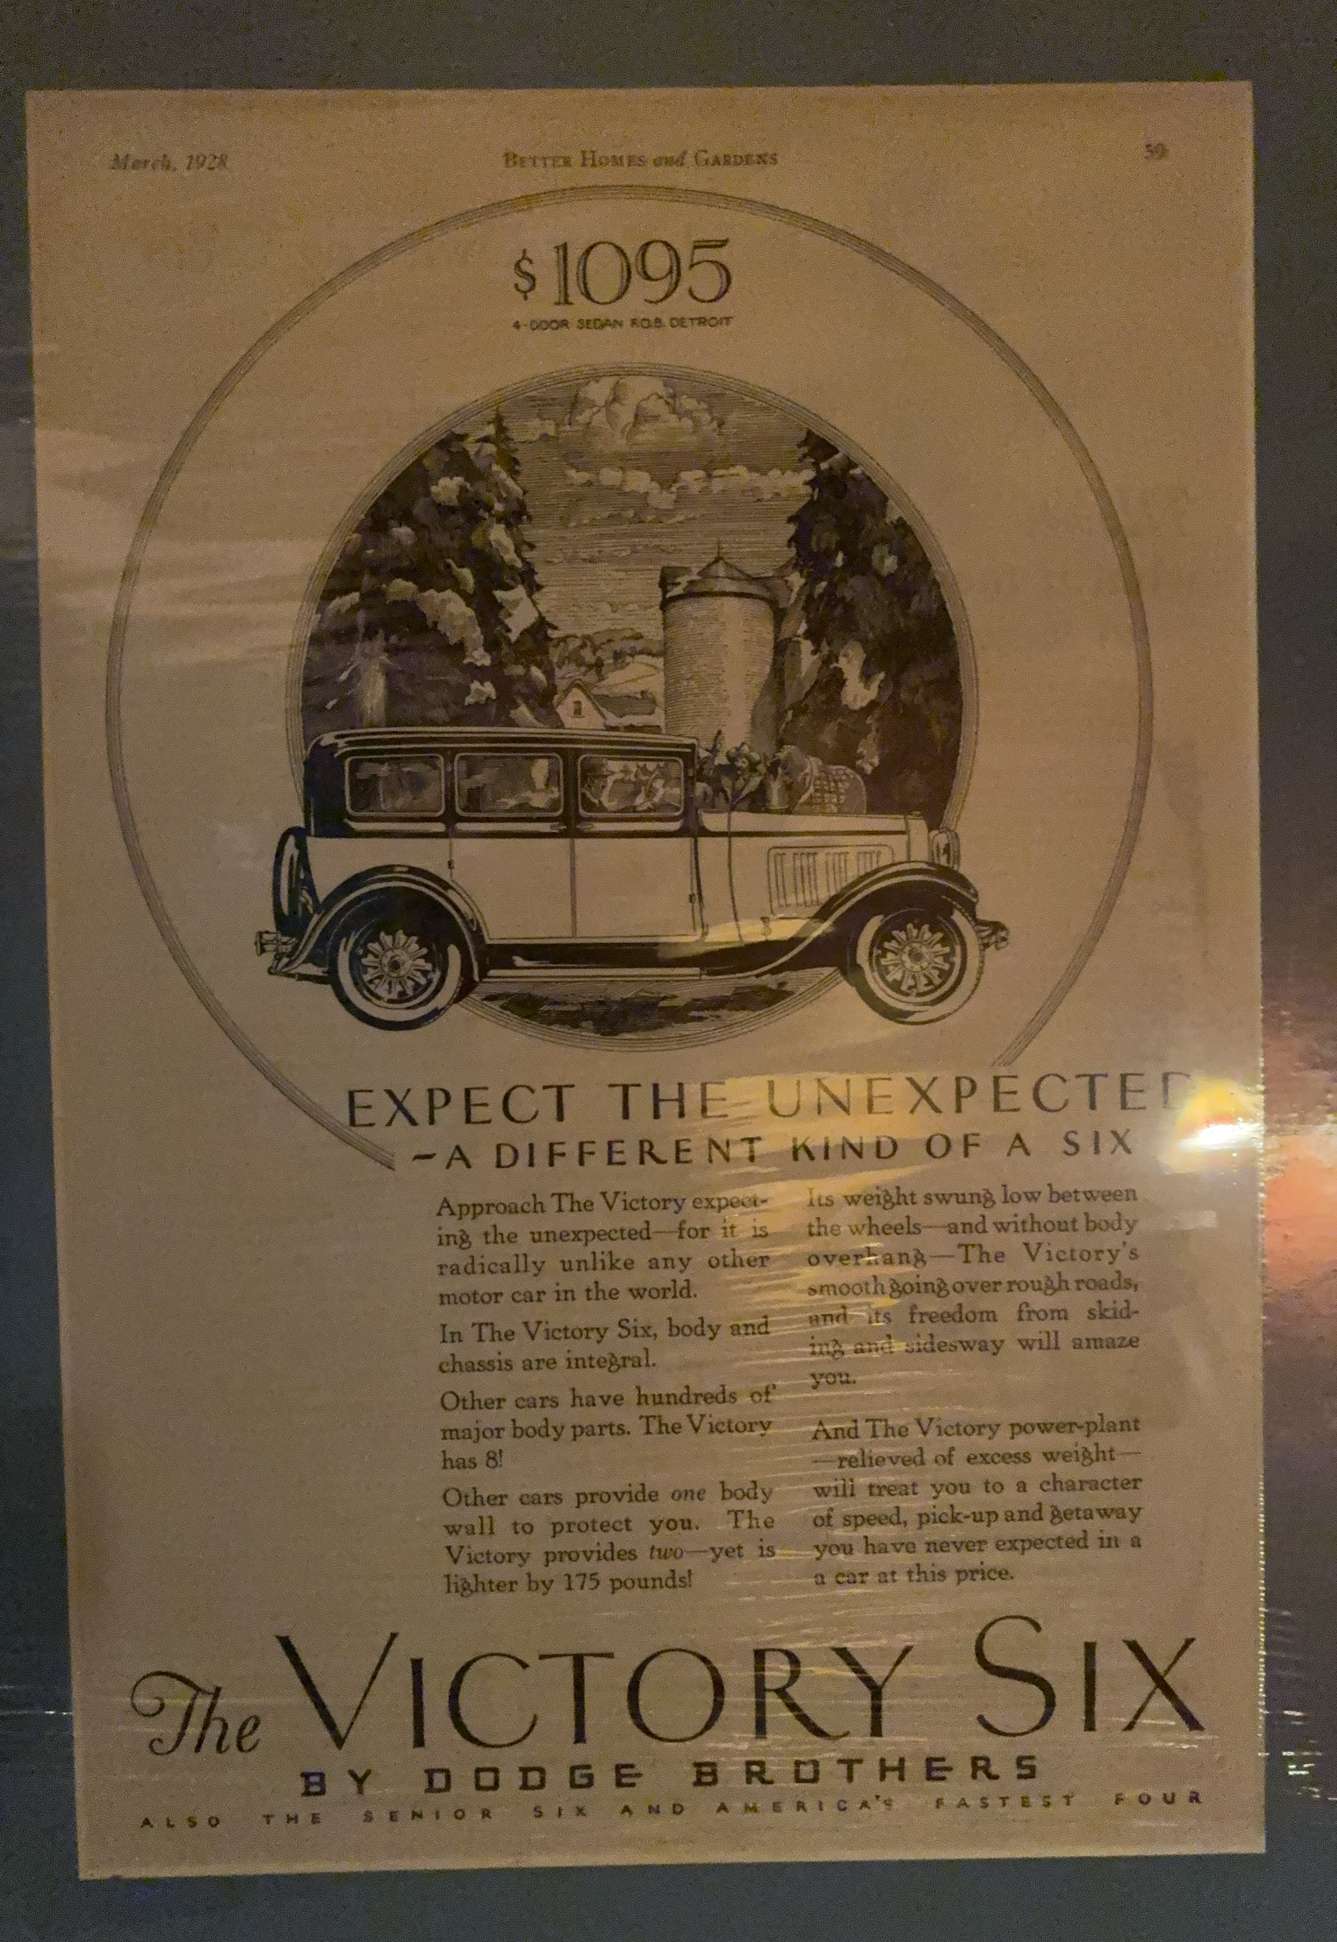 March, 1928
BETTER HOMES and GARDENS
59
$1095
4-DOOR SEDAN F.O.B. DETROIT
EXPECT THE UNEXPECTED
-A DIFFERENT KIND OF A SIX
Approach The Victory expect-
ing the unexpected—for it is
radically unlike any other
motor car in the world.
In The Victory Six, body and
chassis are integral.
Other cars have hundreds of
major body parts. The Victory
has 8!
Other cars provide one body
wall to protect you. The
Victory provides two—yet is
lighter by 175 pounds!
Its weight swung low between
the wheels—and without body
overhang—The Victory's
smooth going over rough roads,
and its freedom from skid-
ing and sidesway will amaze
you.
And The Victory power-plant
—relieved of excess weight—
will treat you to a character
of speed, pick-up and getaway
you have never expected in a
a car at this price.
The VICTORY SIX
BY DODGE BROTHERS
ALSO THE SENIOR SIX AND AMERICA'S FASTEST FOUR